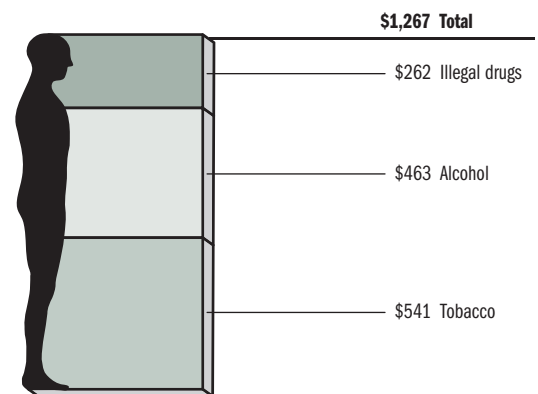 $1,267 Total
$262 Illegal drugs
$463 Alcohol
$541 Tobacco